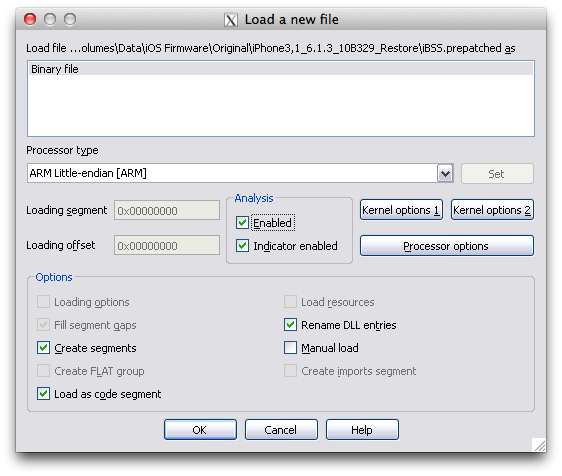 Load a new file
Load file ...olumes\Data\iOS Firmware\Original\iPhone3,1_6.1.3_10B329_Restore\iBSS.prepatched as
Binary file
Processor type
ARM Little-endian [ARM]
Set
Loading segment 0x00000000
Loading offset 0x00000000
Analysis
Enabled
Indicator enabled
Kernel options 1
Kernel options 2
Processor options
Options
Loading options
Load resources
Fill segment gaps
Rename DLL entries
Create segments
Manual load
Create FLAT group
Create imports segment
Load as code segment
OK
Cancel
Help